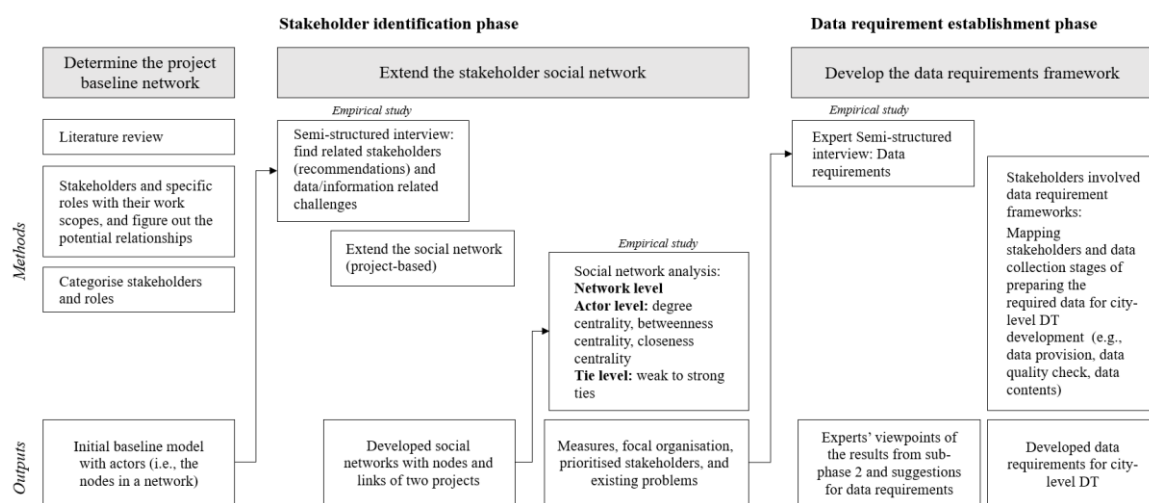 Stakeholder identification phase
Data requirement establishment phase
Determine the project
baseline network
Extend the stakeholder social network
Develop the data requirements framework
Methods
Literature review
Stakeholders and specific
roles with their work
scopes, and figure out the
potential relationships
Categorise stakeholders
and roles
Empirical study
Semi-structured interview:
find related stakeholders
(recommendations) and
data/information related
challenges
Extend the social network
(project-based)
Empirical study
Social network analysis:
Network level
Actor level: degree
centrality, betweenness
centrality, closeness
centrality
Tie level: weak to strong
ties
Empirical study
Expert Semi-structured
interview: Data
requirements
Stakeholders involved
data requirement
frameworks:
Mapping
stakeholders and data
collection stages of
preparing the
required data for city-
level DT
development (e.g.,
data provision, data
quality check, data
contents)
Outputs
Initial baseline model
with actors (i.e., the
nodes in a network)
Developed social
networks with nodes and
links of two projects
Measures, focal organisation,
prioritised stakeholders, and
existing problems
Experts' viewpoints of
the results from sub-
phase 2 and suggestions
for data requirements
Developed data
requirements for city-
level DT